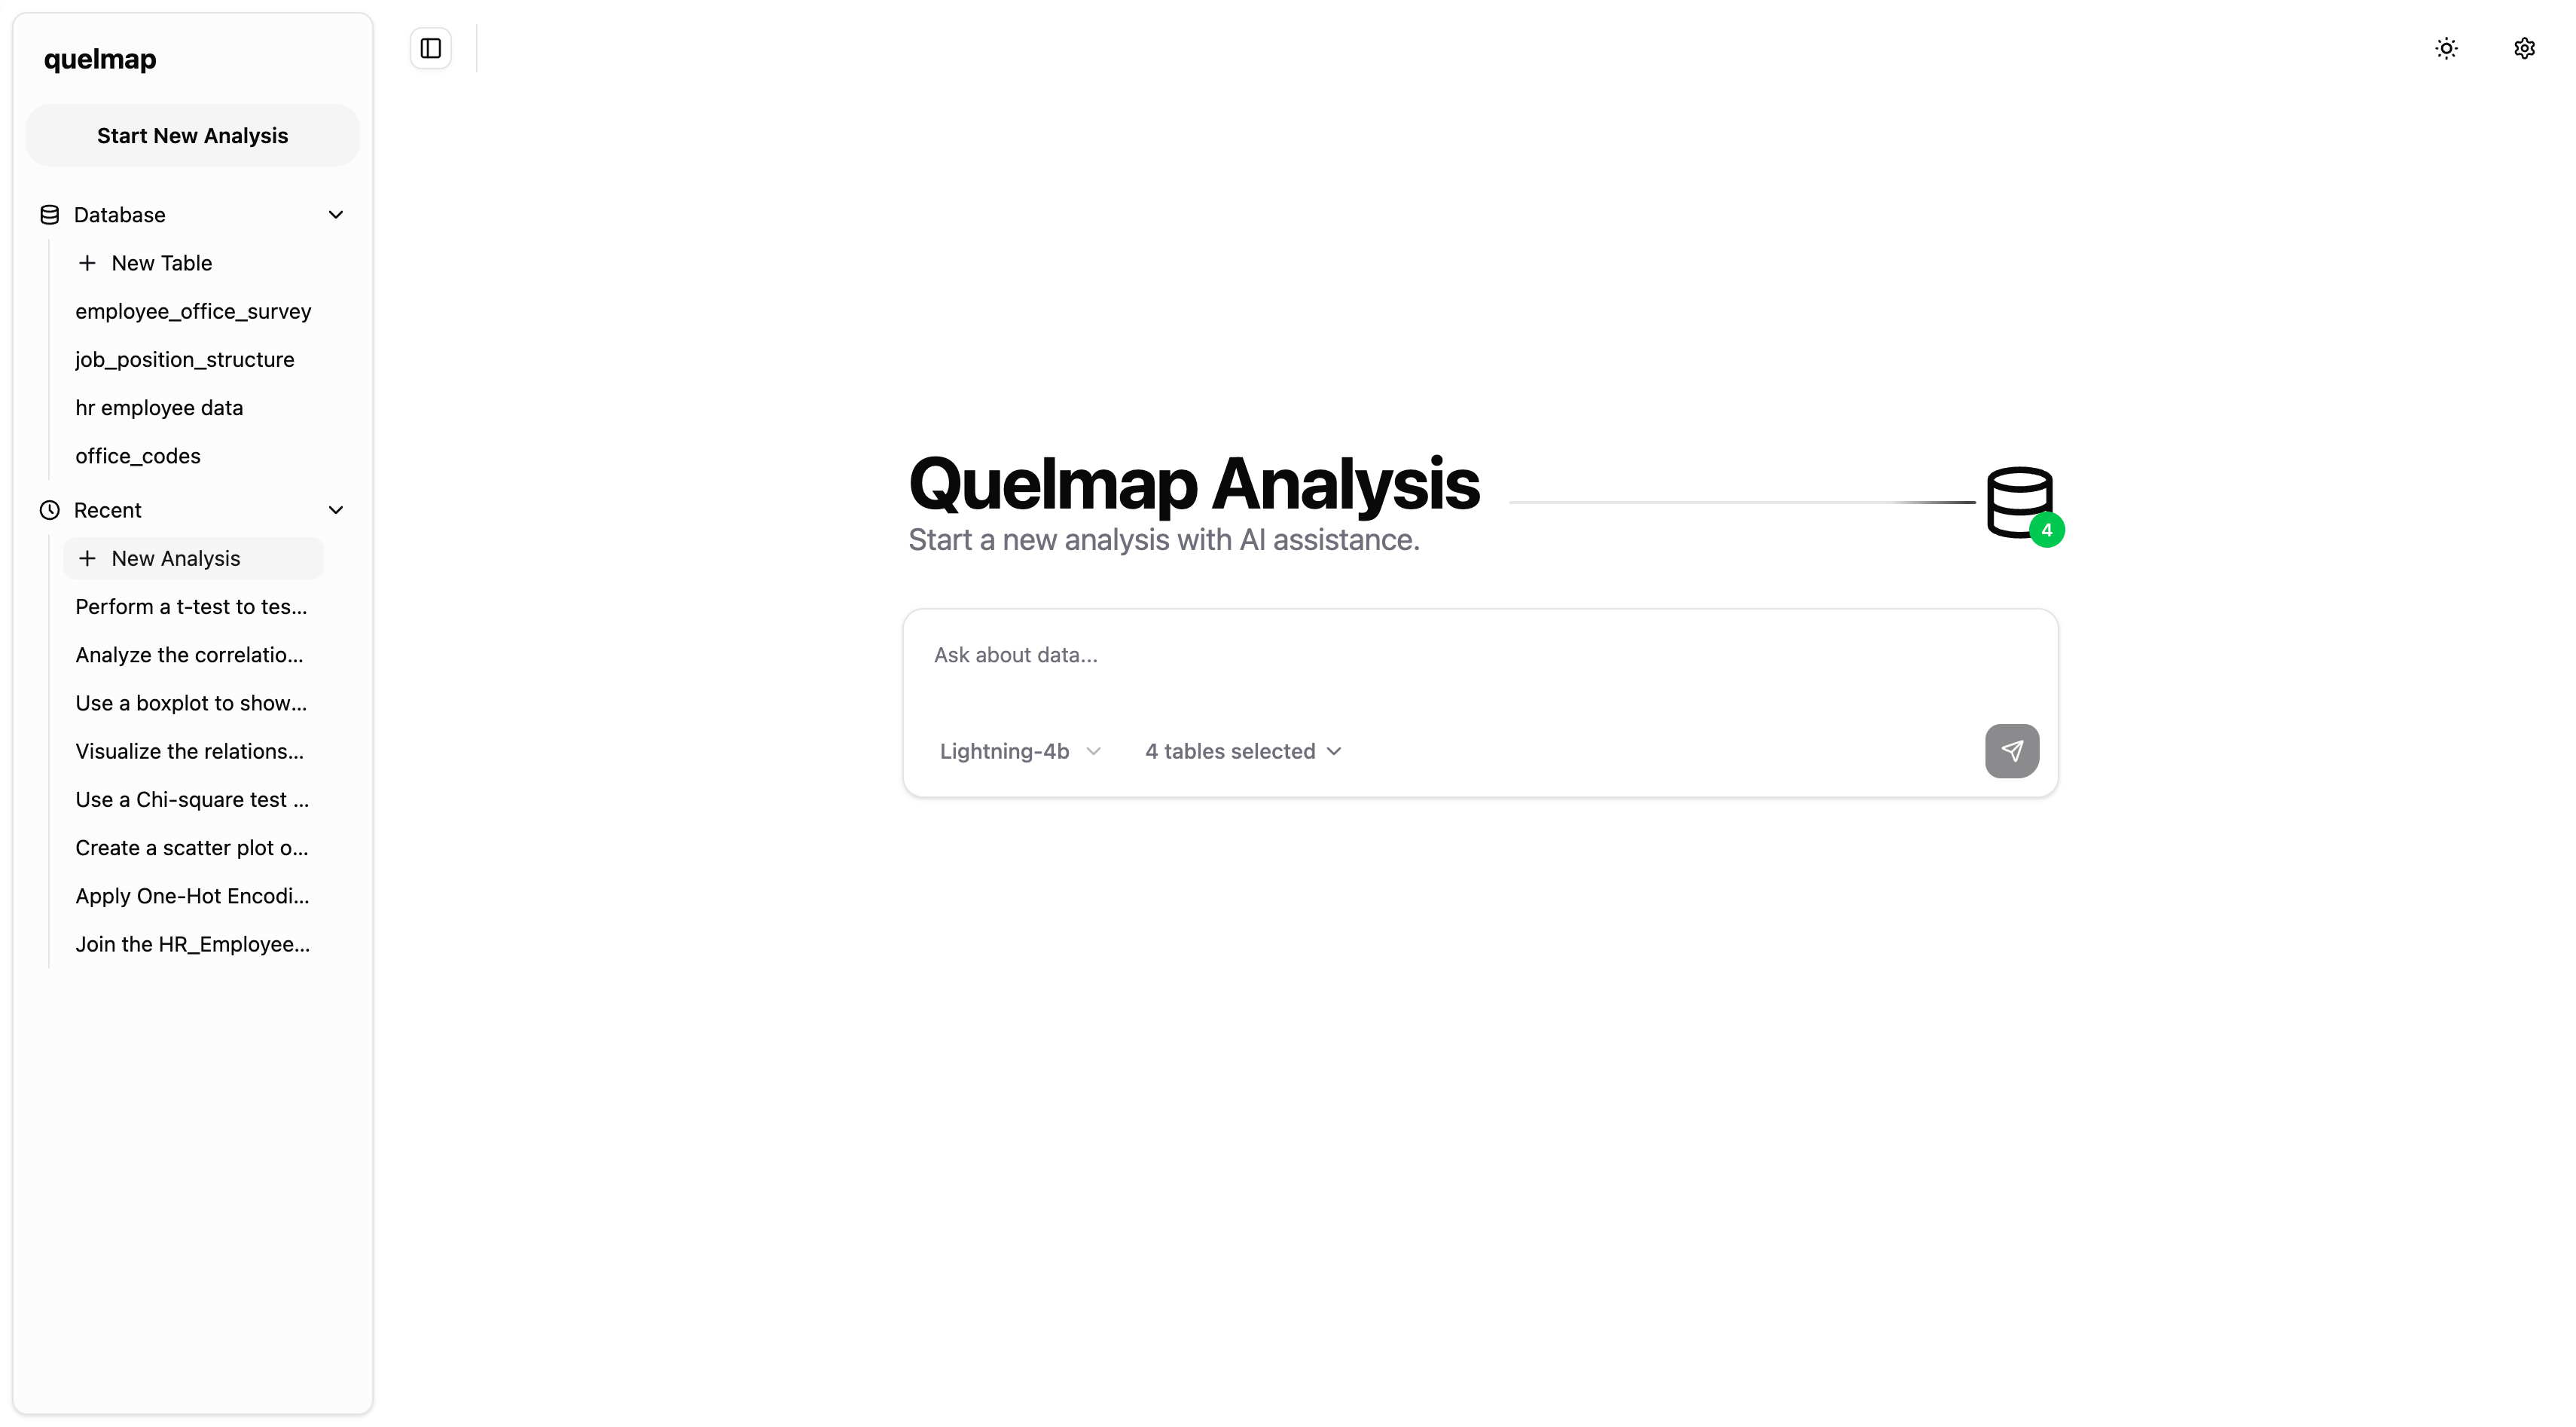 quelmap
Start New Analysis
Database
New Table
employee_office_survey
job_position_structure
hr employee data
office_codes
Recent
New Analysis
Perform a t-test to tes...
Analyze the correlatio...
Use a boxplot to show...
Visualize the relations...
Use a Chi-square test ...
Create a scatter plot o...
Apply One-Hot Encodi...
Join the HR_Employee...
Quelmap Analysis
4
Start a new analysis with AI assistance.
Ask about data...
Lightning-4b
4 tables selected